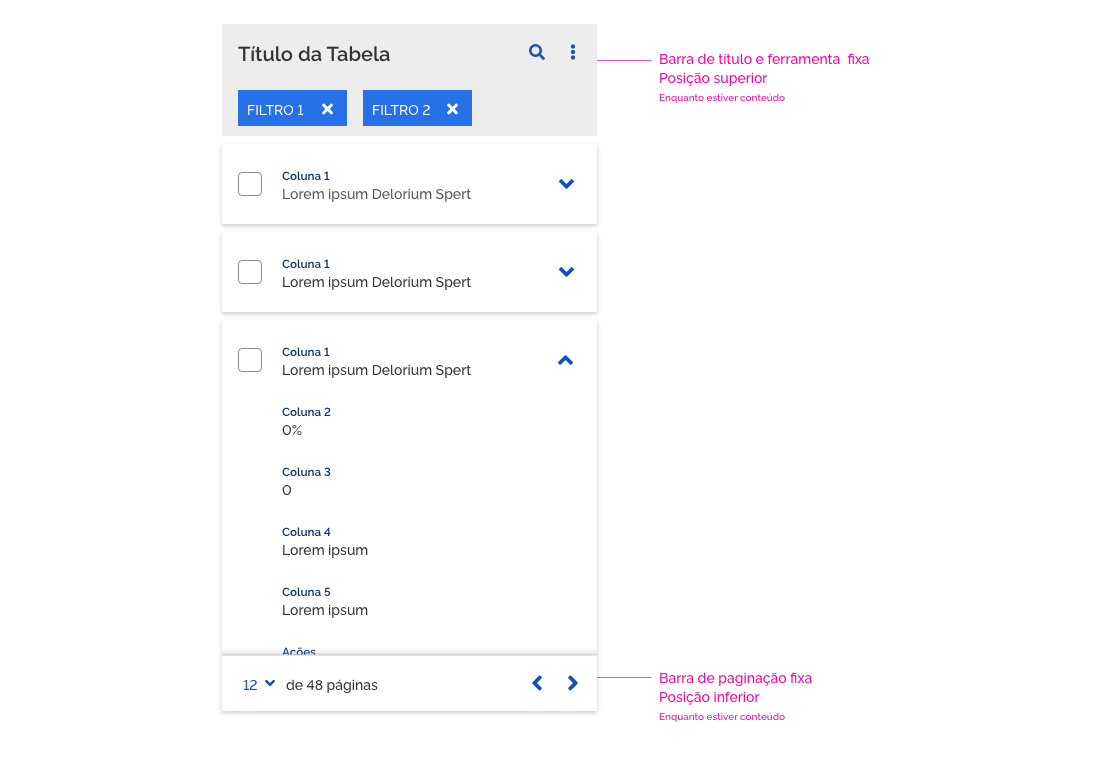 Título da Tabela
FILTRO 1
FILTRO 2
Barra de título e ferramenta fixa
Posição superior
Enquanto estiver conteúdo
Coluna 1
Lorem ipsum Delorium Spert
Coluna 1
Lorem ipsum Delorium Spert
Coluna 1
Lorem ipsum Delorium Spert
Coluna 2
0%
Coluna 3
0
Coluna 4
Lorem ipsum
Coluna 5
Lorem ipsum
Ações
12 de 48 páginas
Barra de paginação fixa
Posição inferior
Enquanto estiver conteúdo